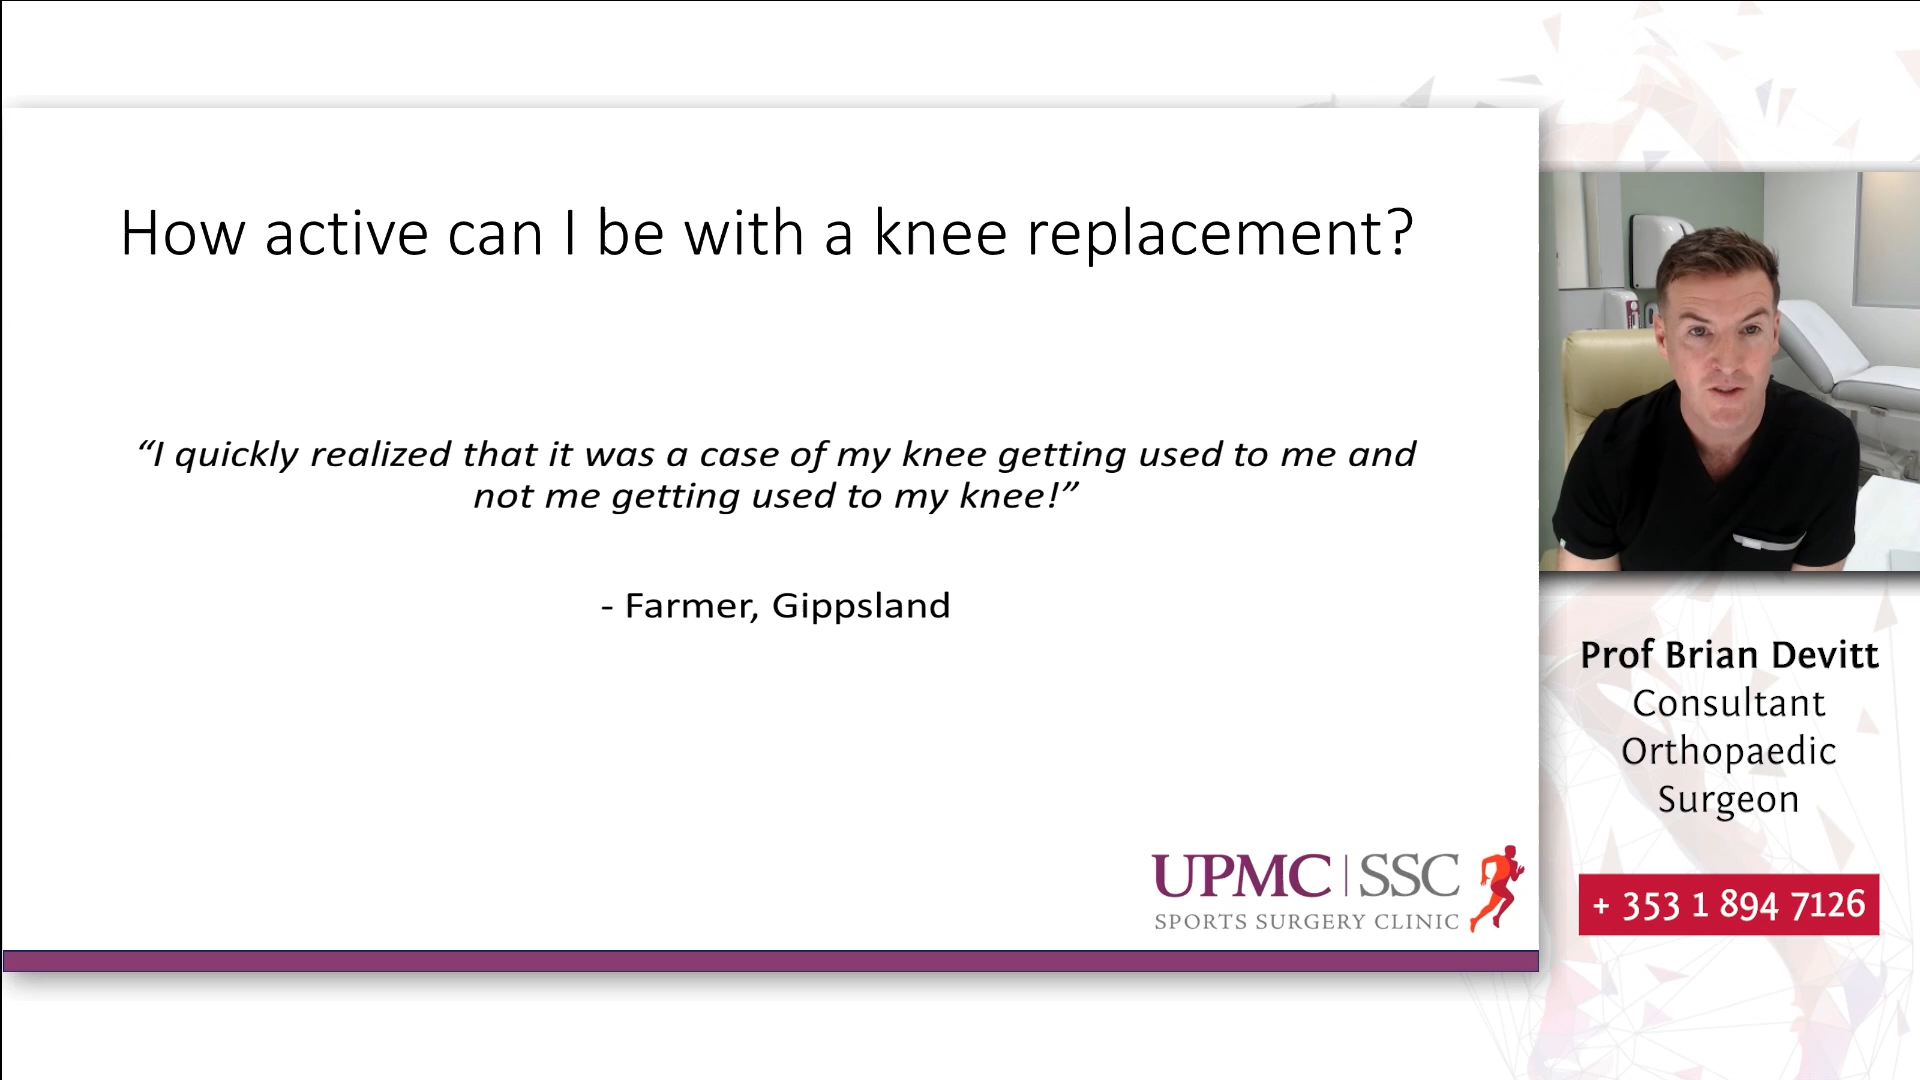 How active can I be with a knee replacement?
“I quickly realized that it was a case of my knee getting used to me and
not me getting used to my knee!”
- Farmer, Gippsland
UPMC | SSC
SPORTS SURGERY CLINIC
Prof Brian Devitt
Consultant
Orthopaedic
Surgeon
+ 353 1 894 7126